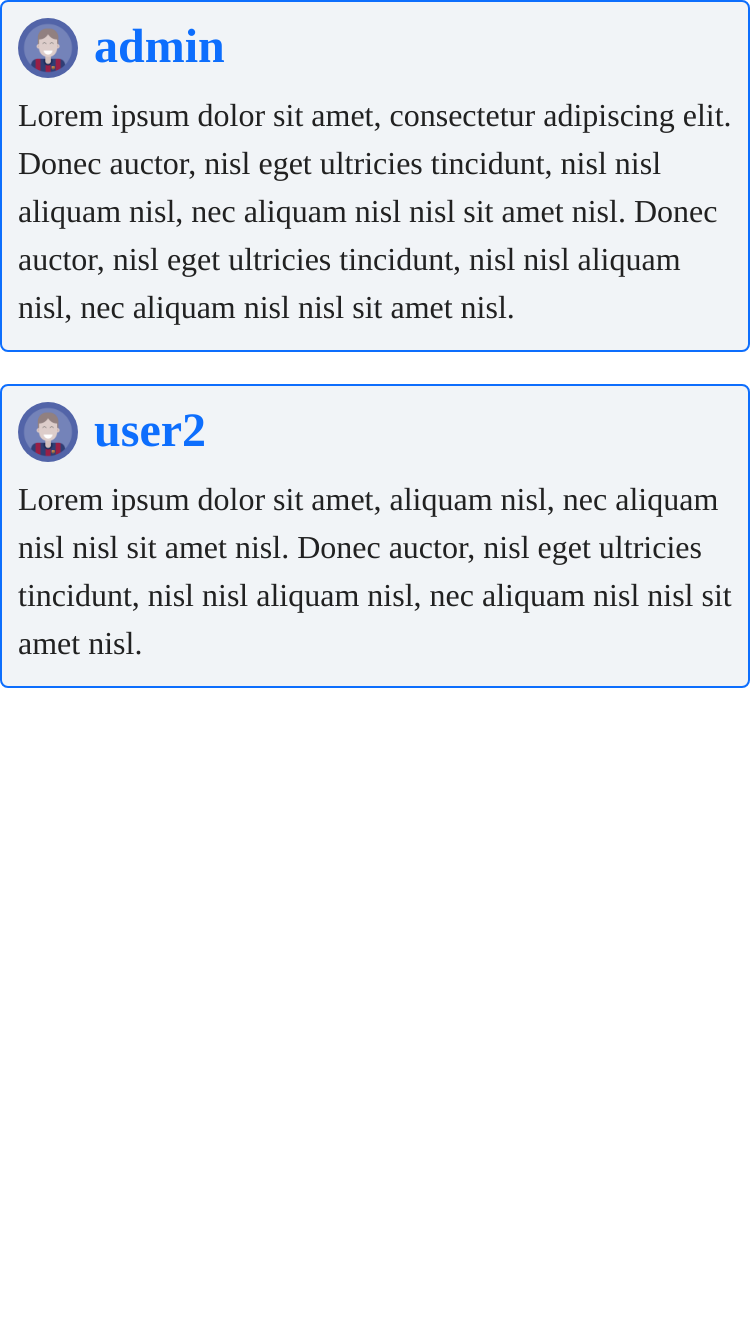 admin
Lorem ipsum dolor sit amet, consectetur adipiscing elit.
Donec auctor, nisl eget ultricies tincidunt, nisl nisl
aliquam nisl, nec aliquam nisl nisl sit amet nisl. Donec
auctor, nisl eget ultricies tincidunt, nisl nisl aliquam
nisl, nec aliquam nisl nisl sit amet nisl.
user2
Lorem ipsum dolor sit amet, aliquam nisl, nec aliquam
nisl nisl sit amet nisl. Donec auctor, nisl eget ultricies
tincidunt, nisl nisl aliquam nisl, nec aliquam nisl nisl sit
amet nisl.